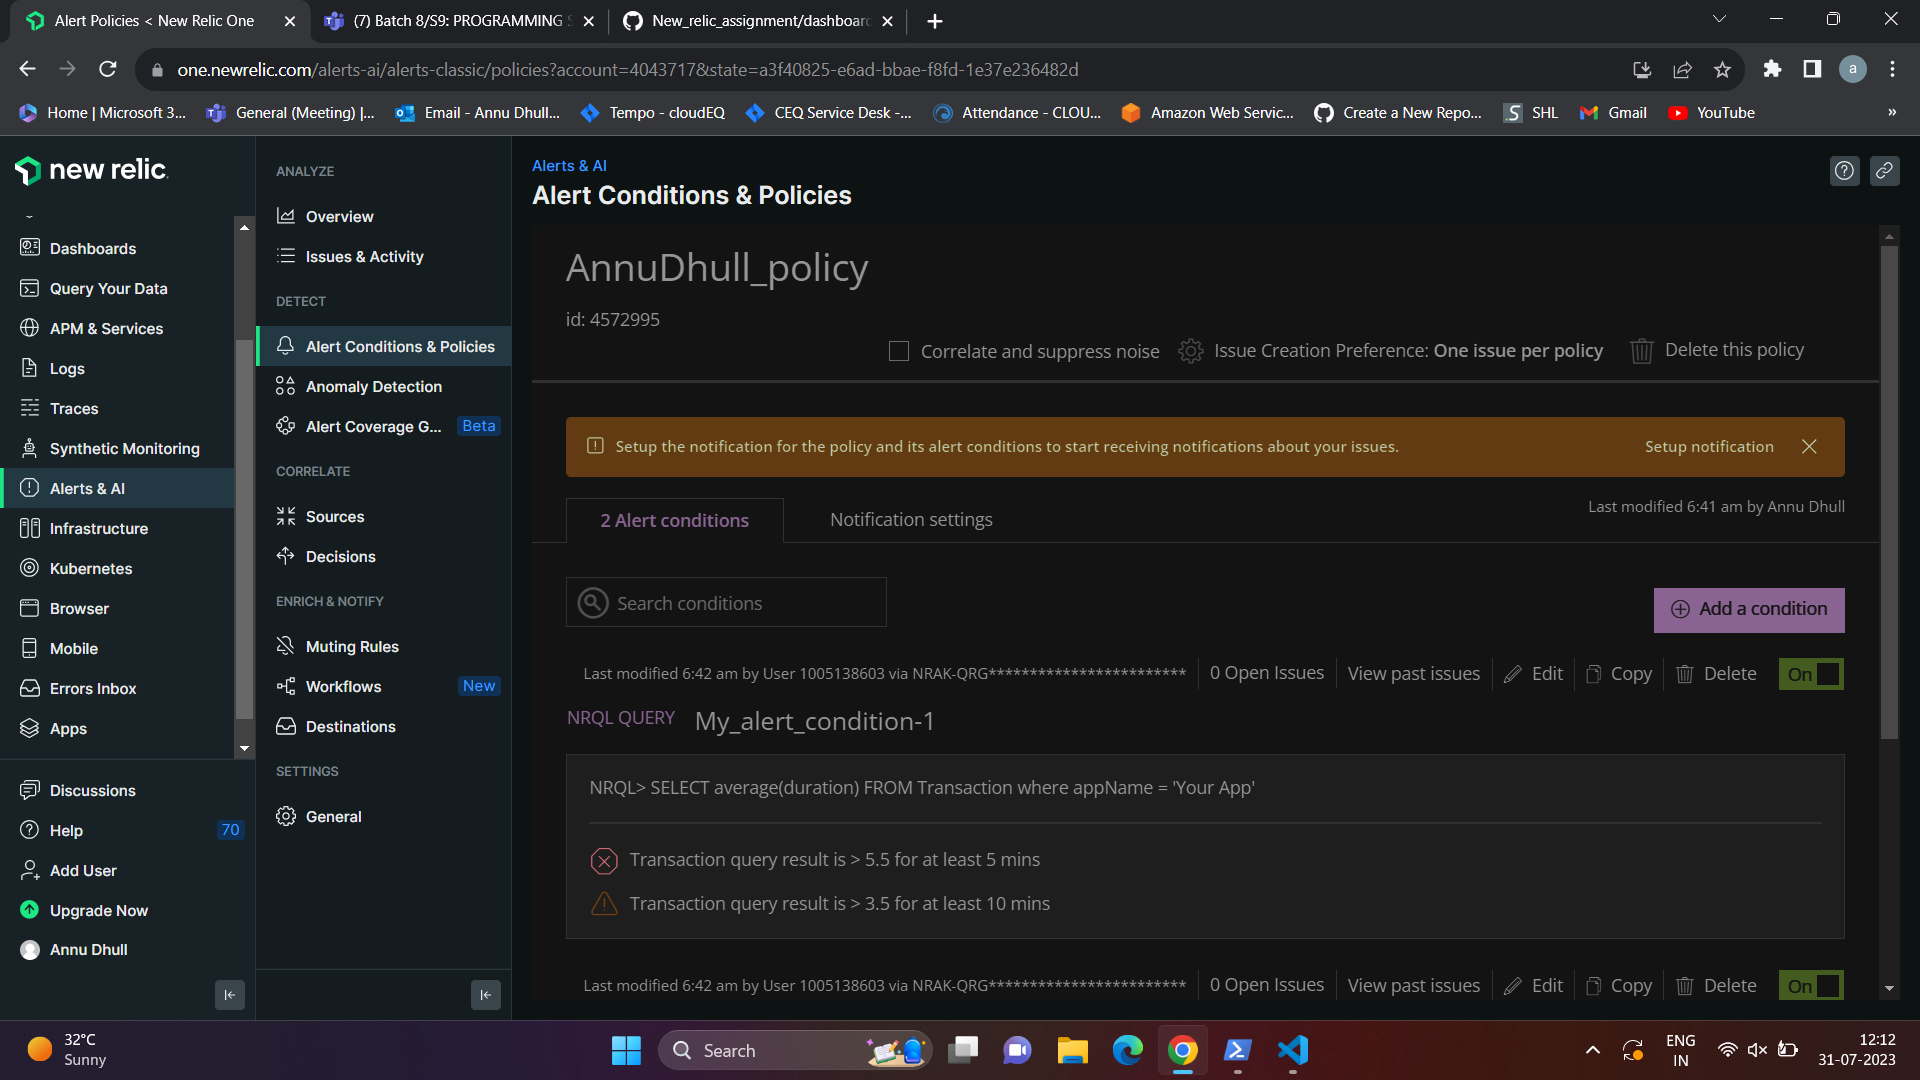 Alert Policies < New Relic One
(7) Batch 8/S9: PROGRAMMING S
New_relic_assignment/dashboard
one.newrelic.com/alerts-ai/alerts-classic/policies?account=4043717&state=a3f40825-e6ad-bbae-f8fd-1e37e236482d
a
Home | Microsoft 3...
General (Meeting) |...
Email - Annu Dhull...
Tempo - cloudEQ
CEQ Service Desk -...
Attendance - CLOU...
Amazon Web Servic...
Create a New Repo...
SHL
Gmail
YouTube
»
new relic.
Dashboards
Query Your Data
APM & Services
Logs
Traces
Synthetic Monitoring
Alerts & AI
Infrastructure
Kubernetes
Browser
Mobile
Errors Inbox
Apps
Discussions
Help 70
Add User
Upgrade Now
Annu Dhull
ANALYZE
Overview
Issues & Activity
DETECT
Alert Conditions & Policies
Anomaly Detection
Alert Coverage G... Beta
CORRELATE
Sources
Decisions
ENRICH & NOTIFY
Muting Rules
Workflows New
Destinations
SETTINGS
General
Alerts & AI
Alert Conditions & Policies
AnnuDhull_policy
id: 4572995
Correlate and suppress noise
Issue Creation Preference: One issue per policy
Delete this policy
Setup the notification for the policy and its alert conditions to start receiving notifications about your issues.
Setup notification
2 Alert conditions
Notification settings
Last modified 6:41 am by Annu Dhull
Search conditions
Add a condition
Last modified 6:42 am by User 1005138603 via NRAK-QRG************************
0 Open Issues
View past issues
Edit
Copy
Delete
On
NRQL QUERY
My_alert_condition-1
NRQL> SELECT average(duration) FROM Transaction where appName = 'Your App'
Transaction query result is > 5.5 for at least 5 mins
Transaction query result is > 3.5 for at least 10 mins
Last modified 6:42 am by User 1005138603 via NRAK-QRG************************
0 Open Issues
View past issues
Edit
Copy
Delete
On
32°C
Sunny
Search
ENG
IN
12:12
31-07-2023